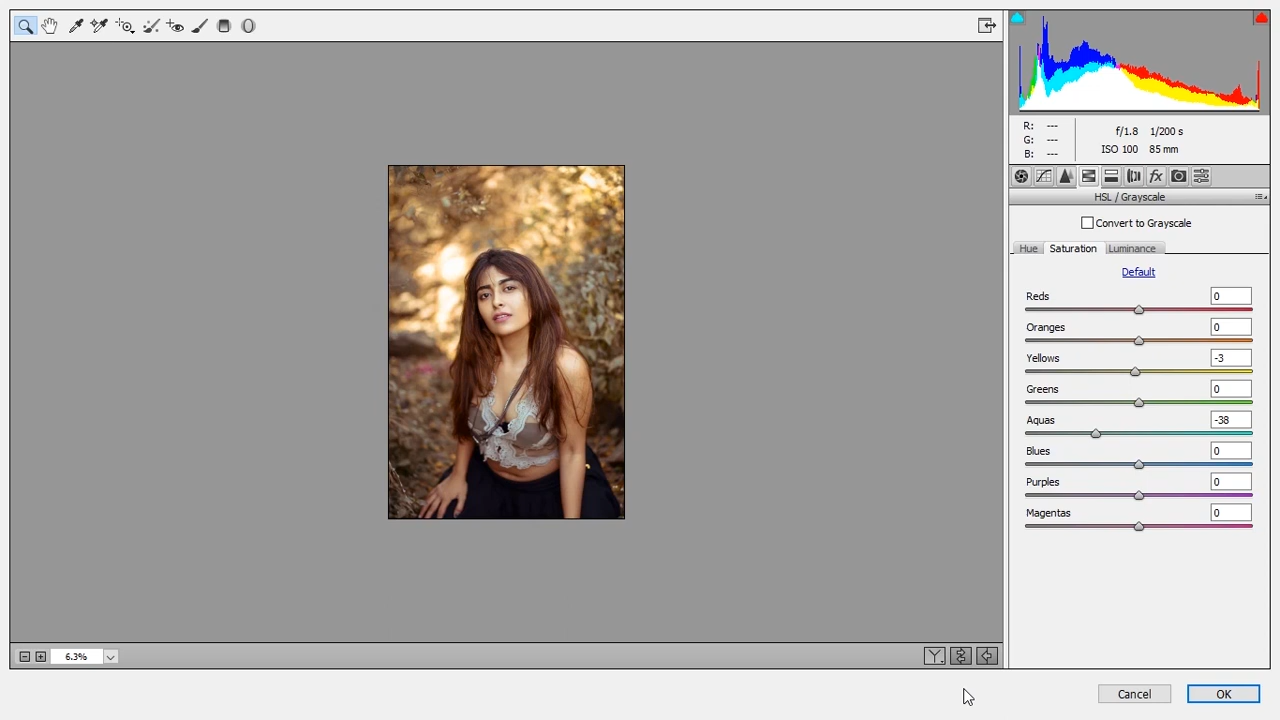 R: ---
G: ---
B: ---
f/1.8 1/200 s
ISO 100 85 mm
fx
HSL / Grayscale
Convert to Grayscale
Hue Saturation Luminance
Default
Reds 0
Oranges 0
Yellows -3
Greens 0
Aquas -38
Blues 0
Purples 0
Magentas 0
6.3%
Y
Cancel OK